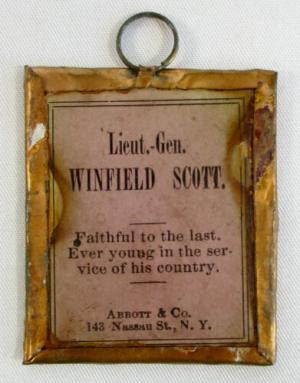 Lieut.-Gen.
WINFIELD SCOTT.
Faithful to the last.
Ever young in the ser-
vice of his country.
ABBOTT & Co.
143 Nassau St., N. Y.